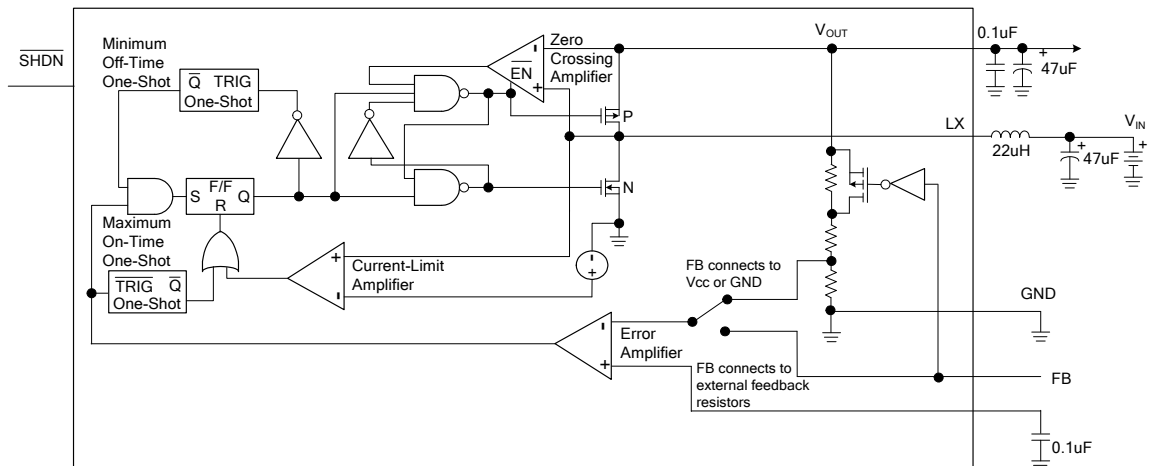 SHDN
Minimum
Off-Time
One-Shot
Q TRIG
One-Shot
Zero
Crossing
Amplifier
EN
-
+
P
N
VOUT
0.1uF
+
47uF
LX
22uH
+
47uF
VIN
+
S F/F Q
R
Maximum
On-Time
One-Shot
TRIG Q
One-Shot
+
-
Current-Limit
Amplifier
-
+
FB connects to
Vcc or GND
-
+
Error
Amplifier
FB connects to
external feedback
resistors
GND
FB
0.1uF